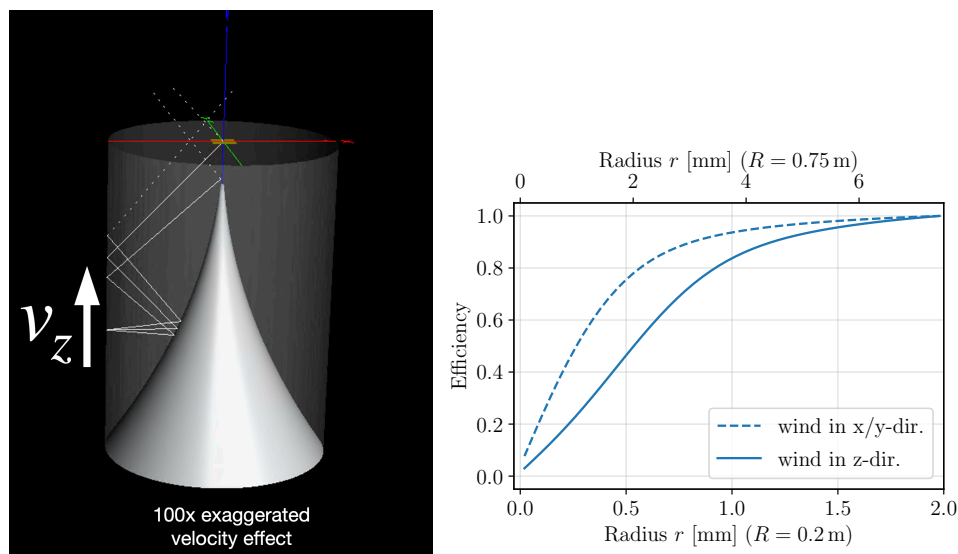 v_z
100x exaggerated
velocity effect
Radius r [mm] (R = 0.75 m)
0 2 4 6
1.0
0.8
0.6
0.4
0.2
0.0
Efficiency
wind in x/y-dir.
wind in z-dir.
0.0 0.5 1.0 1.5 2.0
Radius r [mm] (R = 0.2 m)